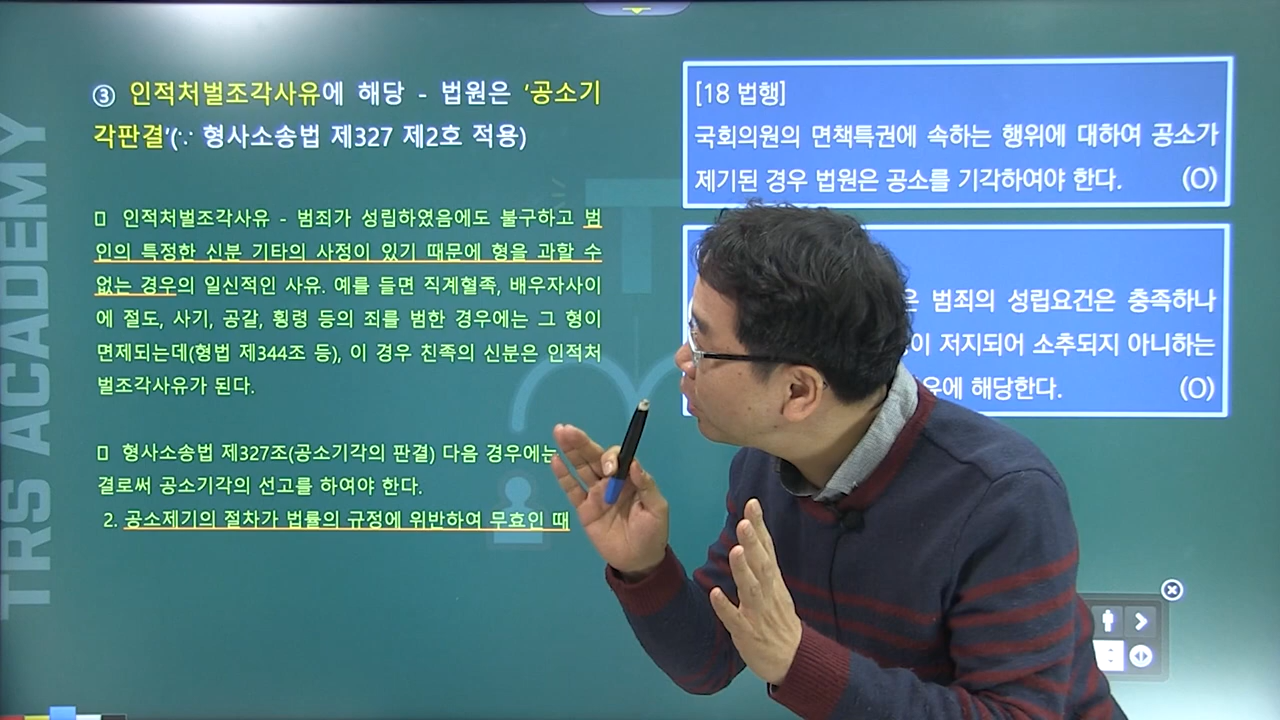 ③ 인적처벌조각사유에 해당 - 법원은 '공소기
각판결'(∵ 형사소송법 제327 제2호 적용)
인적처벌조각사유 - 범죄가 성립하였음에도 불구하고 범
인의 특정한 신분 기타의 사정이 있기 때문에 형을 과할 수
없는 경우의 일신적인 사유. 예를 들면 직계혈족, 배우자사이
에 절도, 사기, 공갈, 횡령 등의 죄를 범한 경우에는 그 형이
면제되는데(형법 제344조 등), 이 경우 친족의 신분은 인적처
벌조각사유가 된다.
형사소송법 제327조(공소기각의 판결) 다음 경우에는
결로써 공소기각의 선고를 하여야 한다.
2. 공소제기의 절차가 법률의 규정에 위반하여 무효인 때
[18 법행]
국회의원의 면책특권에 속하는 행위에 대하여 공소가
제기된 경우 법원은 공소를 기각하여야 한다. (O)
은 범죄의 성립요건은 충족하나
이 저지되어 소추되지 아니하는
유에 해당한다. (O)
TRS ACADEMY